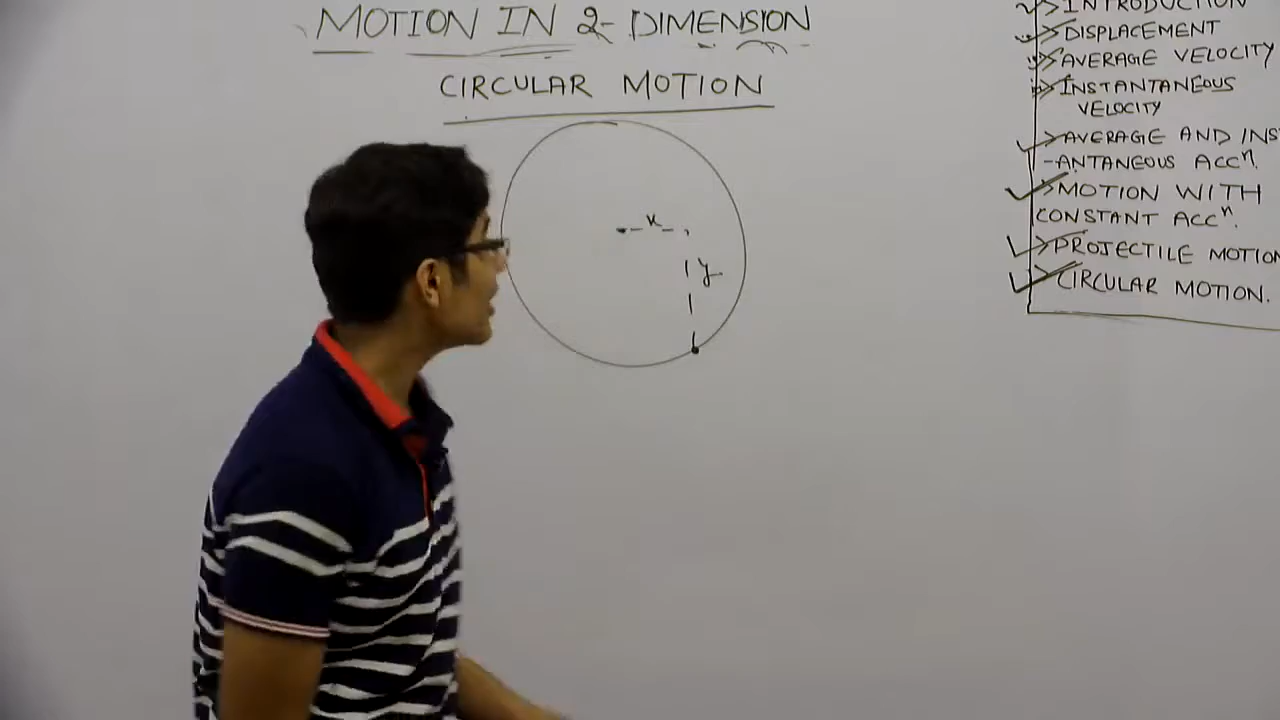 MOTION IN 2-DIMENSION
CIRCULAR MOTION
x
y
INTRODUCTION
DISPLACEMENT
AVERAGE VELOCITY
INSTANTANEOUS
VELOCITY
AVERAGE AND INS
-ANTANEOUS ACCⁿ.
MOTION WITH
CONSTANT ACCⁿ.
PROJECTILE MOTION
CIRCULAR MOTION.